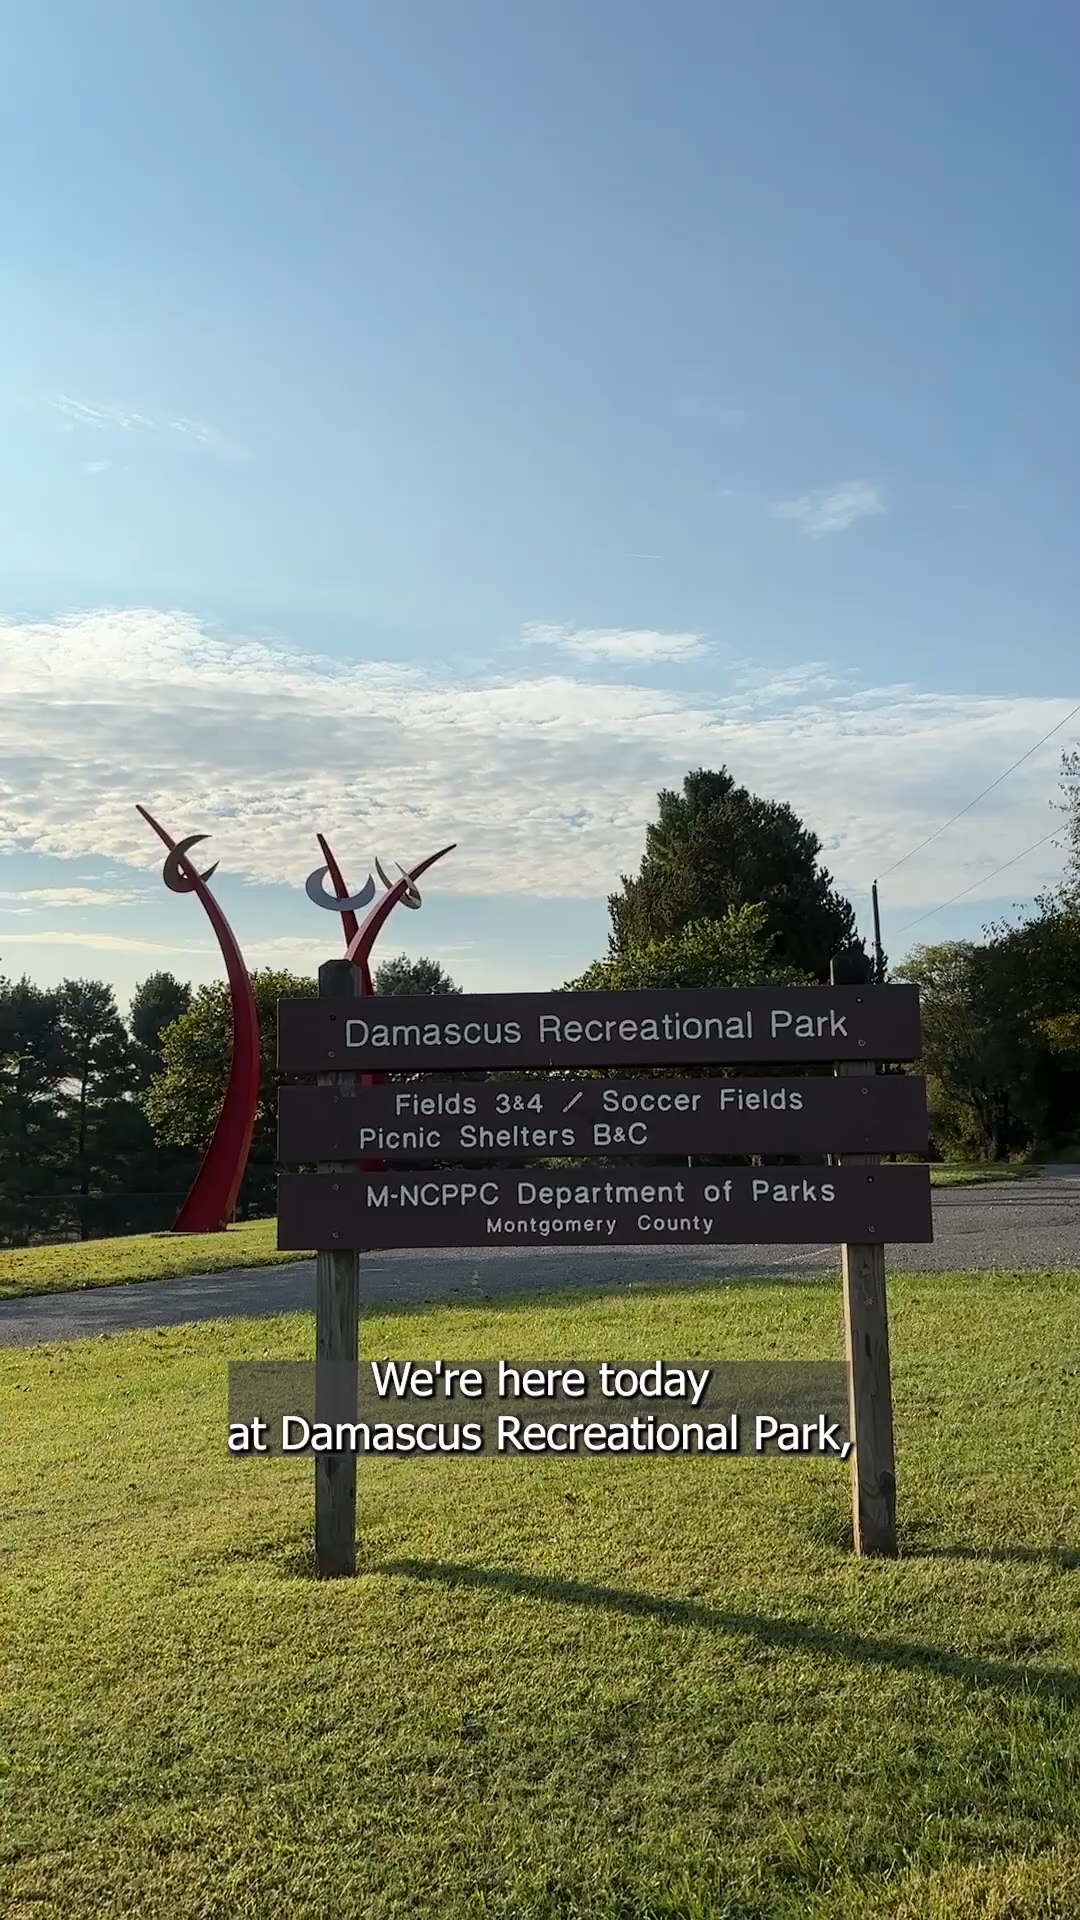 Damascus Recreational Park
Fields 3&4 / Soccer Fields
Picnic Shelters B&C
M-NCPPC Department of Parks
Montgomery County
We're here today
at Damascus Recreational Park,